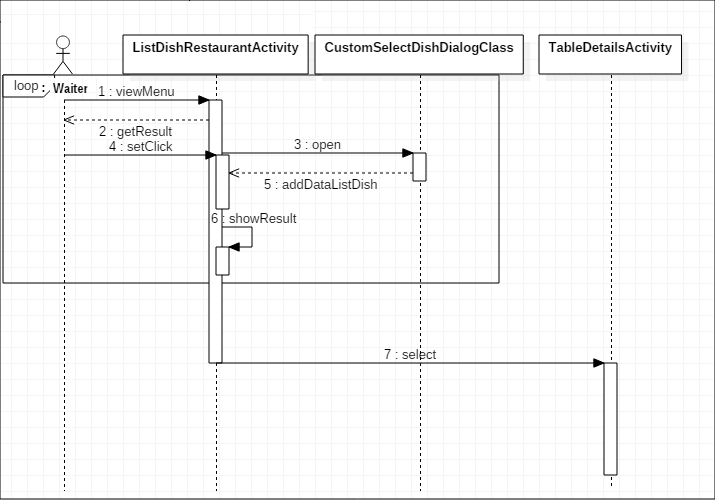 ListDishRestaurantActivity
CustomSelectDishDialogClass
TableDetailsActivity
loop
: Waiter
1 : viewMenu
2 : getResult
4 : setClick
3 : open
5 : addDataListDish
6 : showResult
7 : select